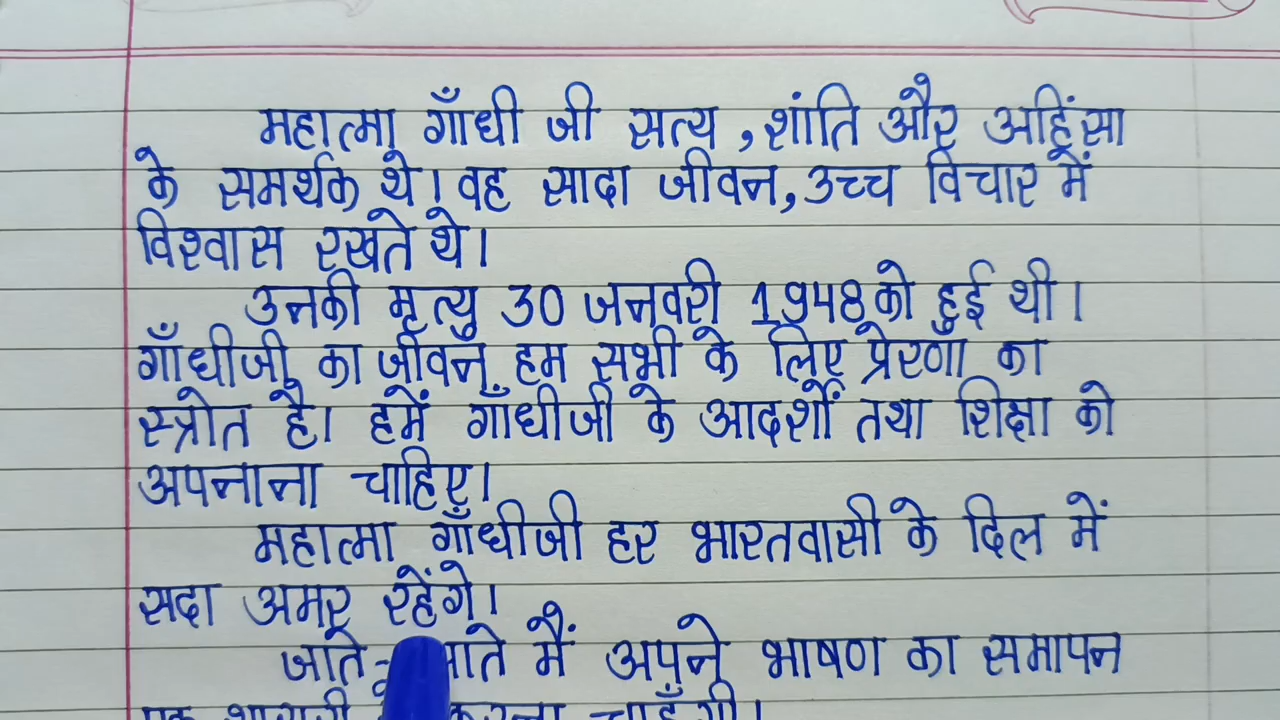 महात्मा गाँधी जी सत्य ,शांति और अहिंसा
के समर्थक थे। वह सादा जीवन,उच्च विचार में
विश्वास रखते थे।
उनकी मृत्यु 30 जनवरी 1948 को हुई थी।
गाँधीजी का जीवन हम सभी के लिए प्रेरणा का
स्त्रोत है। हमें गाँधीजी के आदर्शों तथा शिक्षा को
अपनाना चाहिए।
महात्मा गाँधीजी हर भारतवासी के दिल में
सदा अमर रहेंगे।
जाते- मैं अपने भाषण का समापन
करना चाहूँगी।